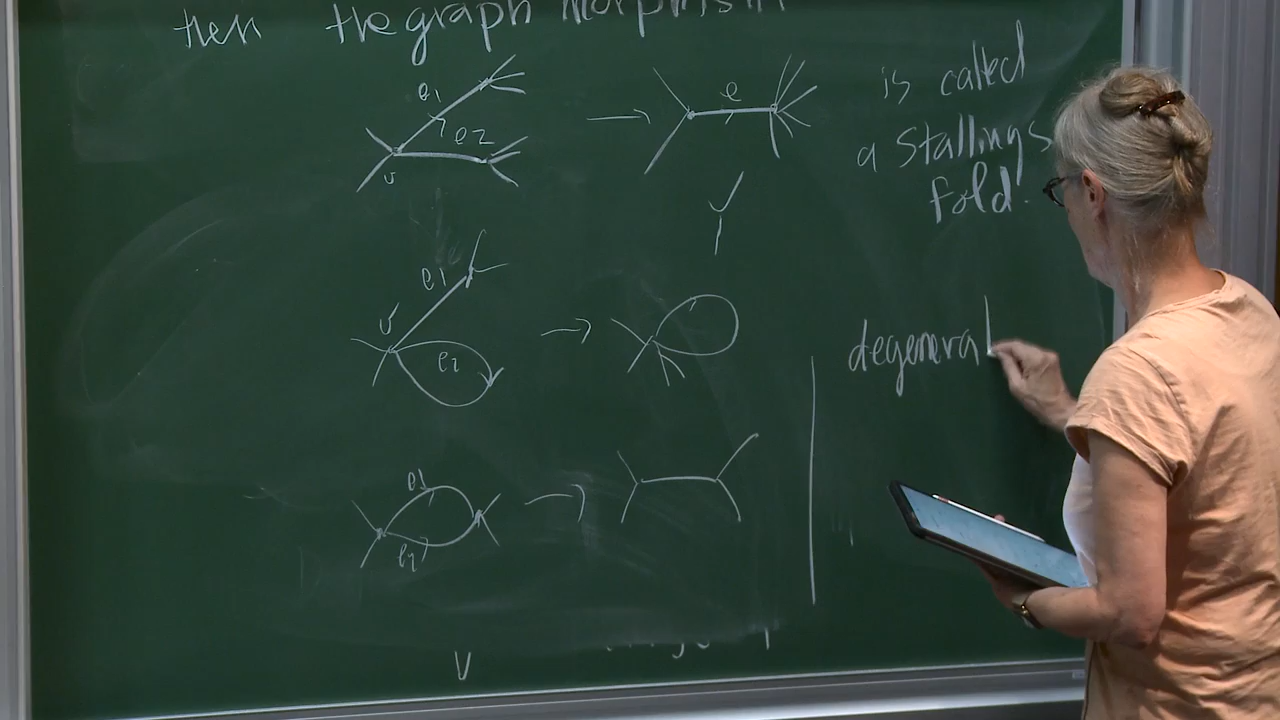 then the graph morphism
e1
e2
v
e
is called
a Stallings
fold.
e1
v
e2
degenerat
e1
e2